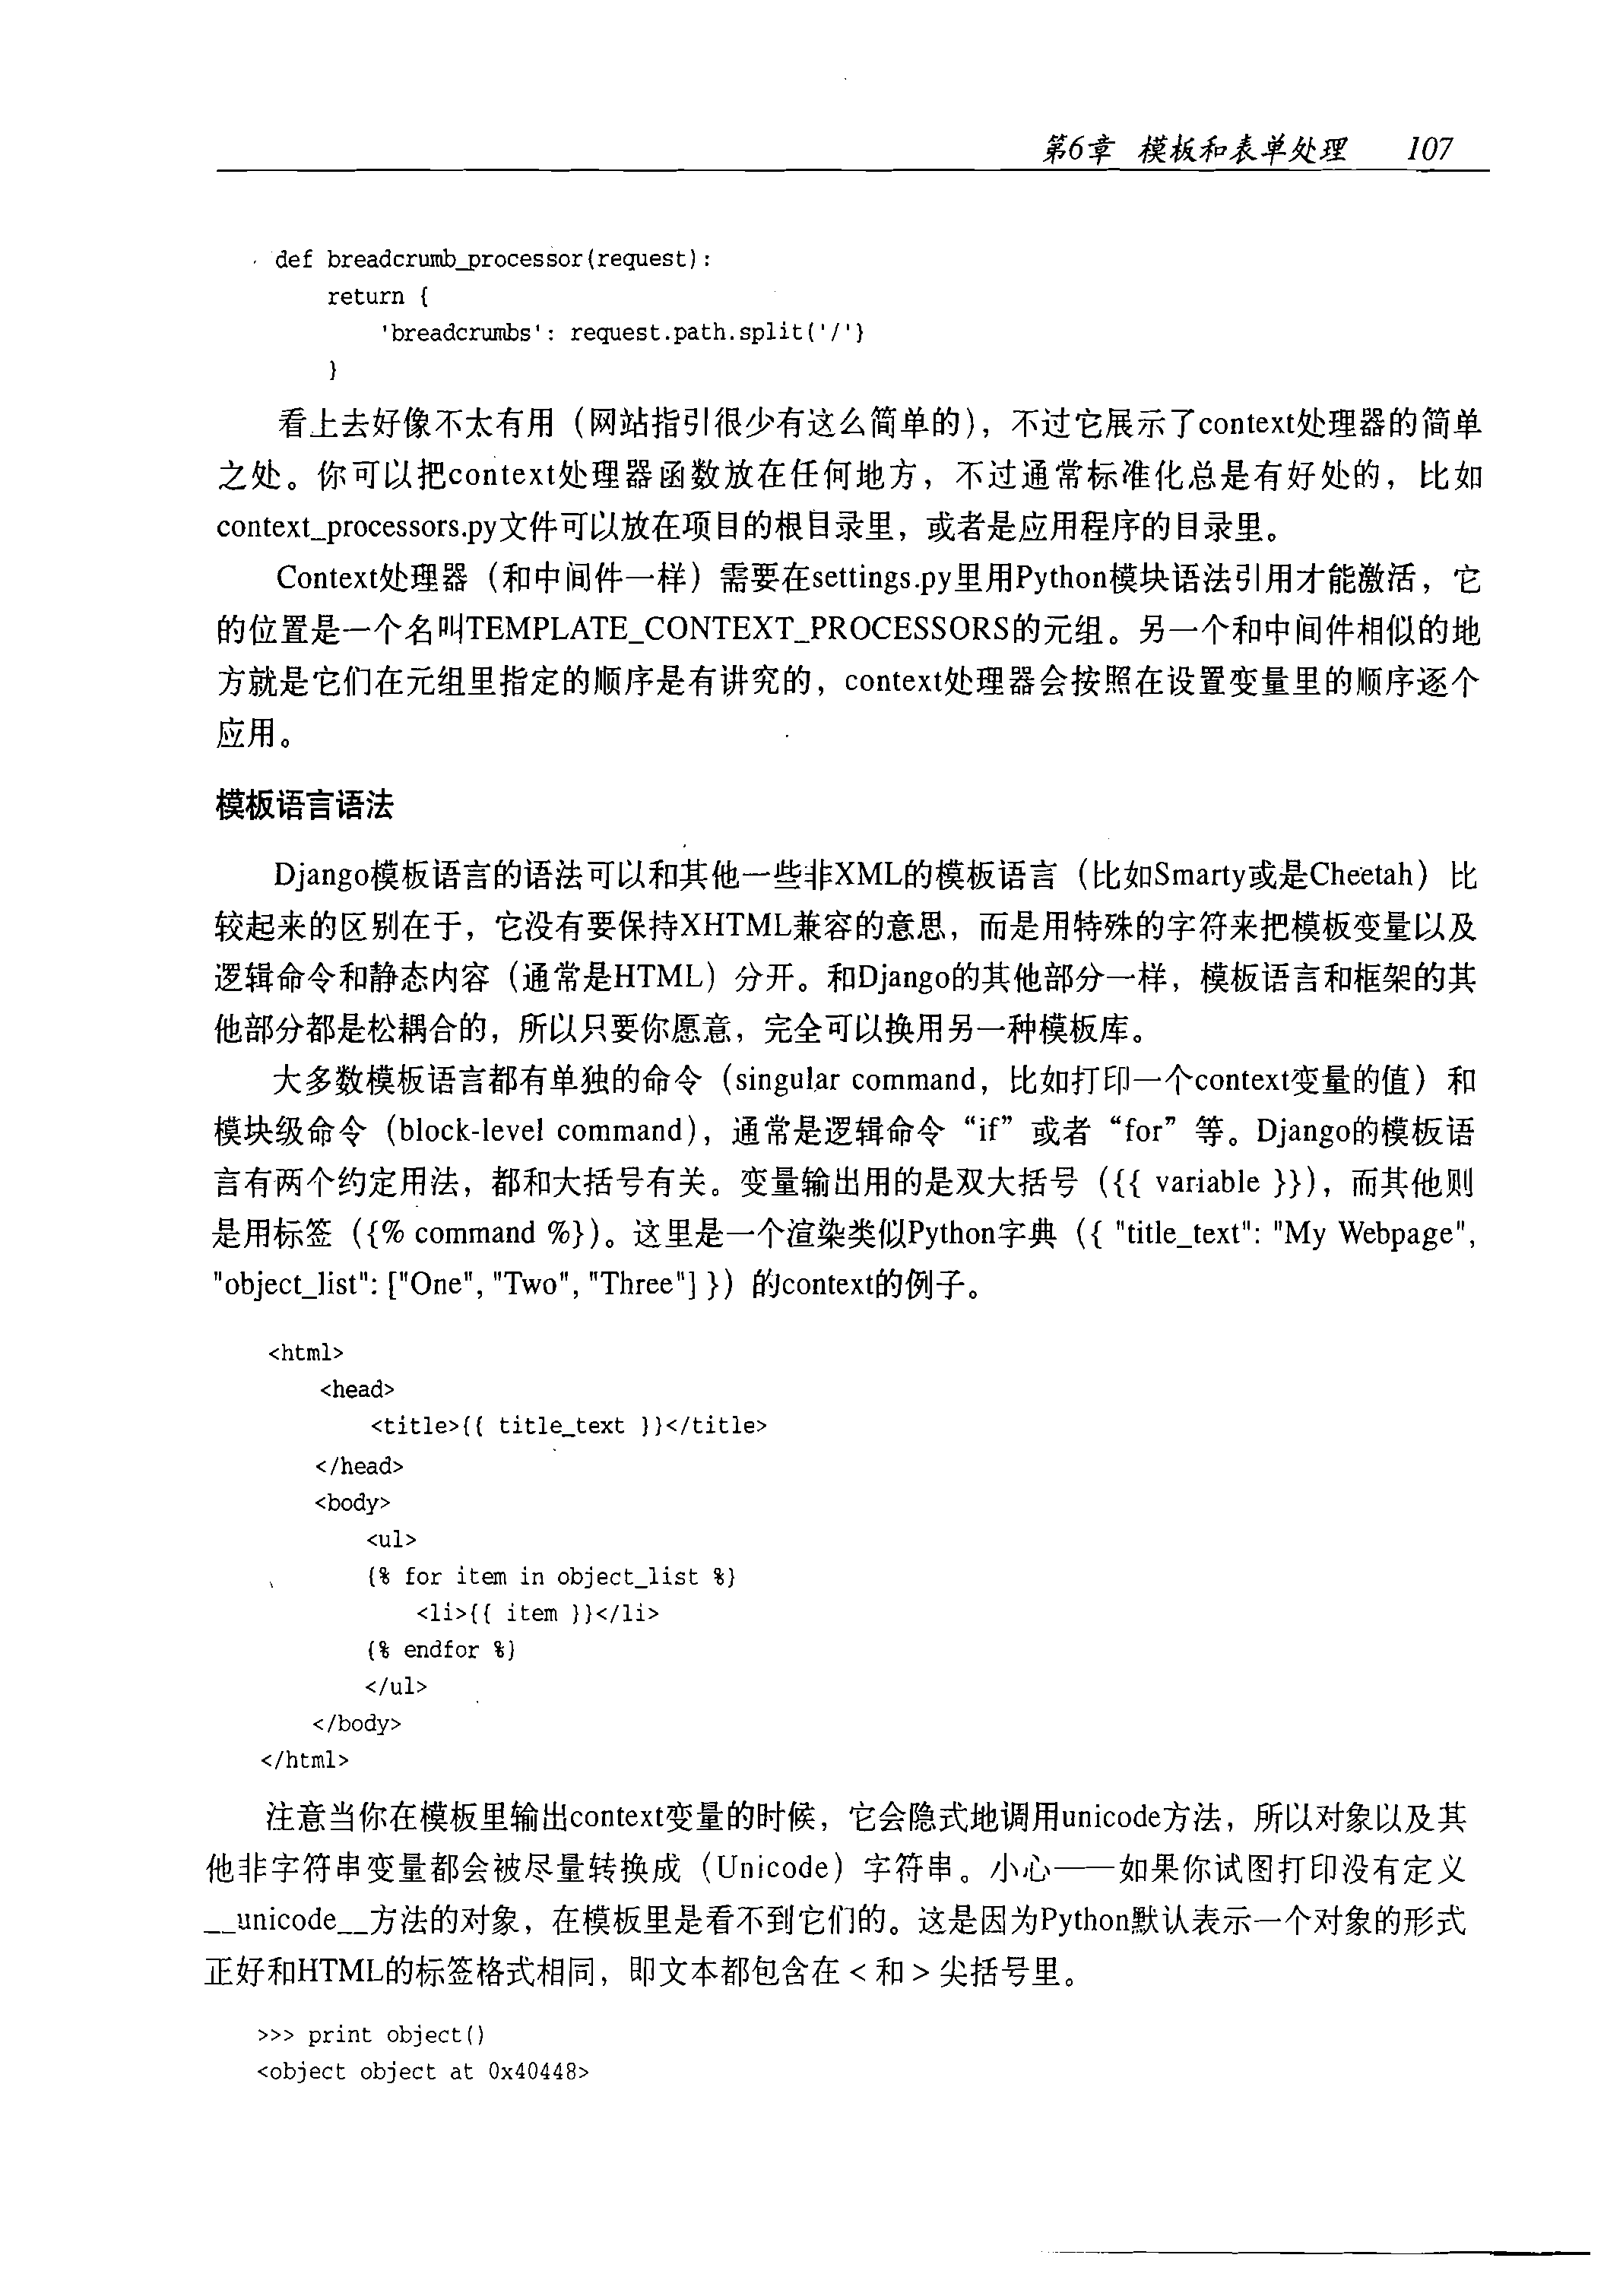 第6章 模板和表单处理 107
def breadcrumb_processor(request):
return {
'breadcrumbs': request.path.split('/')
}
看上去好像不太有用（网站指引很少有这么简单的），不过它展示了context处理器的简单
之处。你可以把context处理器函数放在任何地方，不过通常标准化总是有好处的，比如
context_processors.py文件可以放在项目的根目录里，或者是应用程序的目录里。
Context处理器（和中间件一样）需要在settings.py里用Python模块语法引用才能激活，它
的位置是一个名叫TEMPLATE_CONTEXT_PROCESSORS的元组。另一个和中间件相似的地
方就是它们在元组里指定的顺序是有讲究的，context处理器会按照在设置变量里的顺序逐个
应用。
模板语言语法
Django模板语言的语法可以和其他一些非XML的模板语言（比如Smarty或是Cheetah）比
较起来的区别在于，它没有要保持XHTML兼容的意思，而是用特殊的字符来把模板变量以及
逻辑命令和静态内容（通常是HTML）分开。和Django的其他部分一样，模板语言和框架的其
他部分都是松耦合的，所以只要你愿意，完全可以换用另一种模板库。
大多数模板语言都有单独的命令（singular command，比如打印一个context变量的值）和
模块级命令（block-level command），通常是逻辑命令“if”或者“for”等。Django的模板语
言有两个约定用法，都和大括号有关。变量输出用的是双大括号（{{ variable }}），而其他则
是用标签（{% command %}）。这里是一个渲染类似Python字典（{ "title_text": "My Webpage",
"object_list": ["One", "Two", "Three"] }）的context的例子。
<html>
<head>
<title>{{ title_text }}</title>
</head>
<body>
<ul>
{% for item in object_list %}
<li>{{ item }}</li>
{% endfor %}
</ul>
</body>
</html>
注意当你在模板里输出context变量的时候，它会隐式地调用unicode方法，所以对象以及其
他非字符串变量都会被尽量转换成（Unicode）字符串。小心——如果你试图打印没有定义
__unicode__方法的对象，在模板里是看不到它们的。这是因为Python默认表示一个对象的形式
正好和HTML的标签格式相同，即文本都包含在 < 和 > 尖括号里。
>>> print object()
<object object at 0x40448>